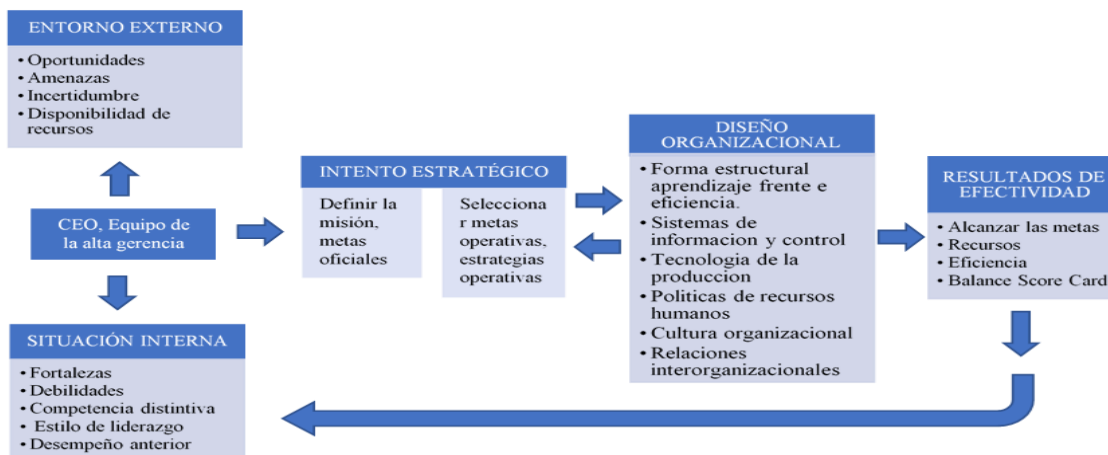 ENTORNO EXTERNO
• Oportunidades
• Amenazas
• Incertidumbre
• Disponibilidad de
recursos
CEO, Equipo de
la alta gerencia
SITUACIÓN INTERNA
• Fortalezas
• Debilidades
• Competencia distintiva
• Estilo de liderazgo
• Desempeño anterior
INTENTO ESTRATÉGICO
Definir la
misión,
metas
oficiales
Selecciona
r metas
operativas,
estrategias
operativas
DISEÑO
ORGANIZACIONAL
• Forma estructural
aprendizaje frente e
eficiencia.
• Sistemas de
informacion y control
• Tecnologia de la
produccion
• Politicas de recursos
humanos
• Cultura organizacional
• Relaciones
interorganizacionales
RESULTADOS DE
EFECTIVIDAD
• Alcanzar las metas
• Recursos
• Eficiencia
• Balance Score Card